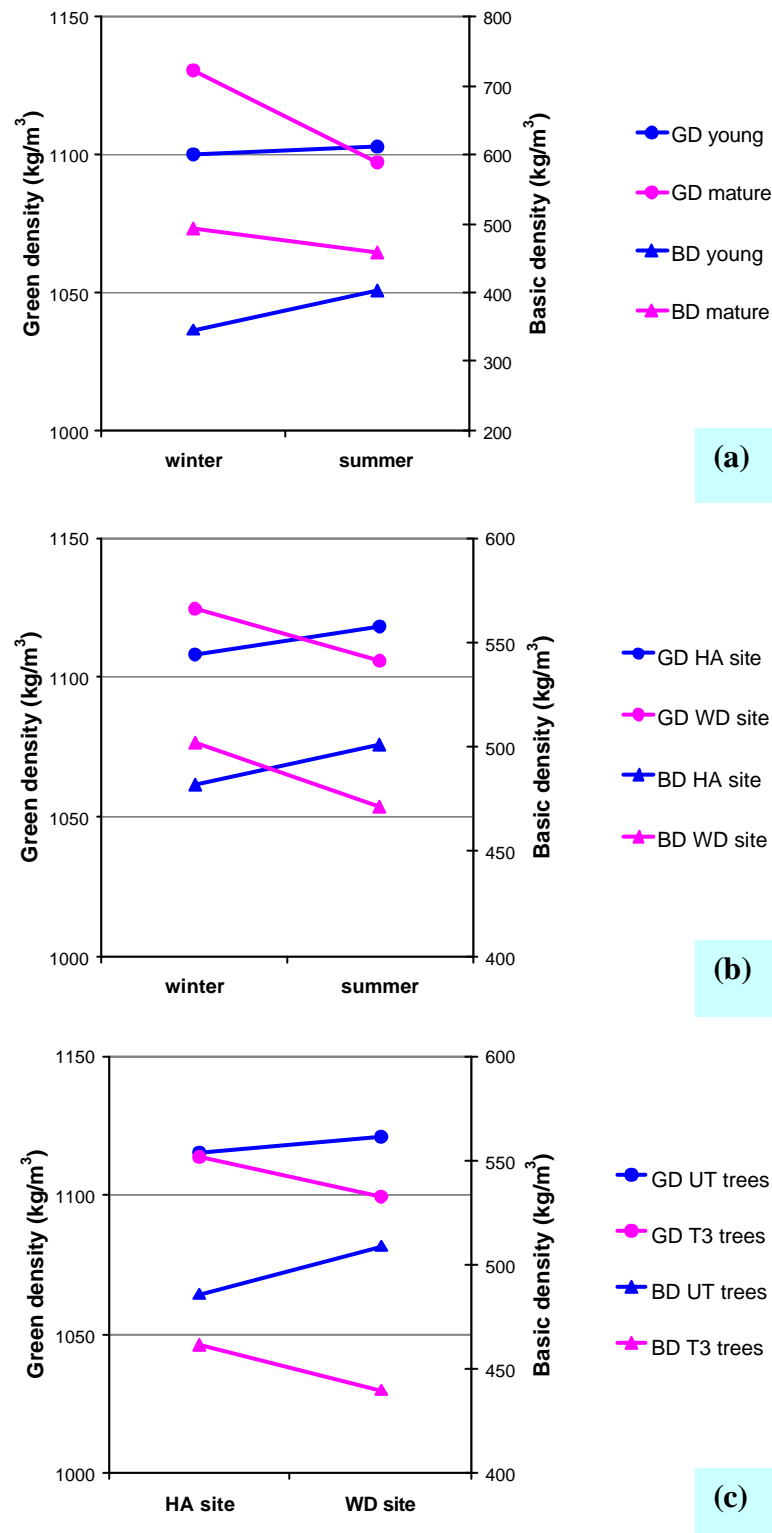 1150
1100
1050
1000
Green density (kg/m³)
800
700
600
500
400
300
200
Basic density (kg/m³)
winter
summer
GD young
GD mature
BD young
BD mature
(a)
1150
1100
1050
1000
Green density (kg/m³)
600
550
500
450
400
Basic density (kg/m³)
winter
summer
GD HA site
GD WD site
BD HA site
BD WD site
(b)
1150
1100
1050
1000
Green density (kg/m³)
600
550
500
450
400
Basic density (kg/m³)
HA site
WD site
GD UT trees
GD T3 trees
BD UT trees
BD T3 trees
(c)